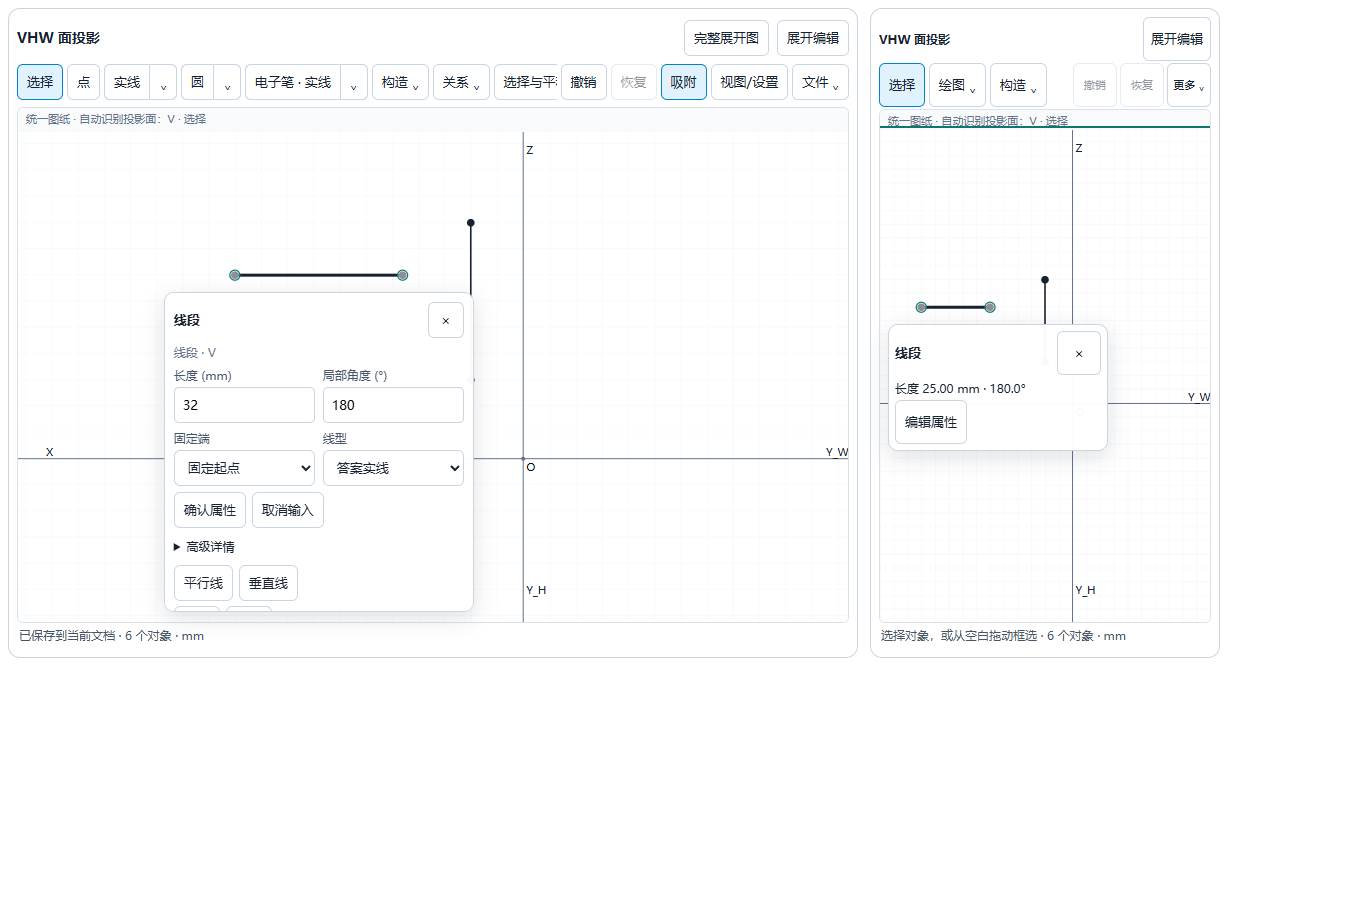 VHW 面投影
完整展开图 展开编辑
选择 点 实线 圆 电子笔 · 实线 构造 关系 选择与平 撤销 恢复 吸附 视图/设置 文件
统一图纸 · 自动识别投影面：V · 选择
Z
线段 ×
线段 · V
长度 (mm) 局部角度 (°)
32 180
固定端 线型
X Y_W
固定起点 答案实线
O
确认属性 取消输入
高级详情
平行线 垂直线
Y_H
已保存到当前文档 · 6 个对象 · mm
VHW 面投影
展开编辑
选择 绘图 构造 撤销 恢复 更多
统一图纸 · 自动识别投影面：V · 选择
Z
线段 ×
长度 25.00 mm · 180.0°
Y_W
编辑属性
Y_H
选择对象，或从空白拖动框选 · 6 个对象 · mm